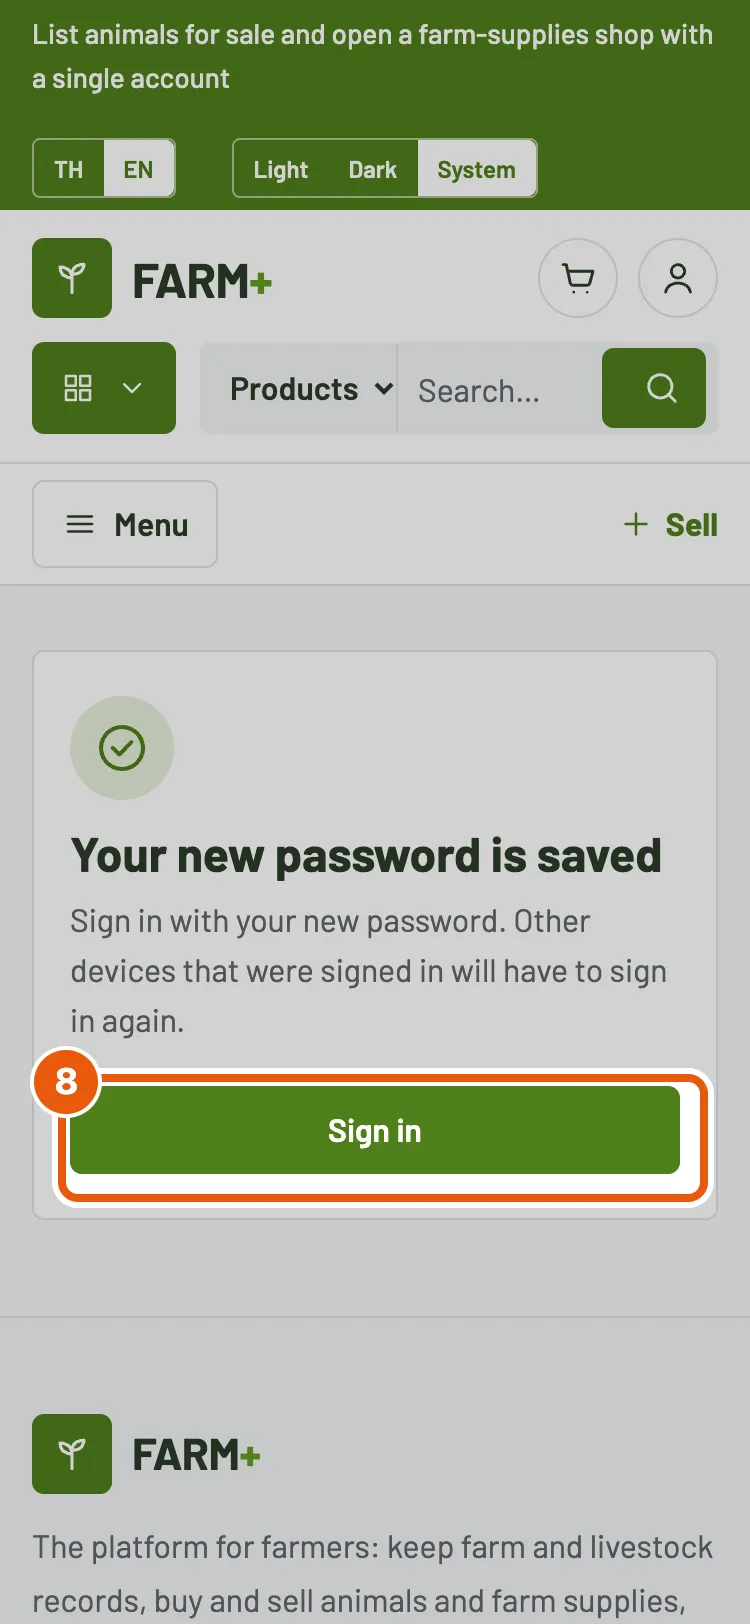 List animals for sale and open a farm-supplies shop with
a single account
TH EN Light Dark System
FARM+
Products Search...
Menu + Sell
Your new password is saved
Sign in with your new password. Other
devices that were signed in will have to sign
in again.
8
Sign in
FARM+
The platform for farmers: keep farm and livestock
records, buy and sell animals and farm supplies,